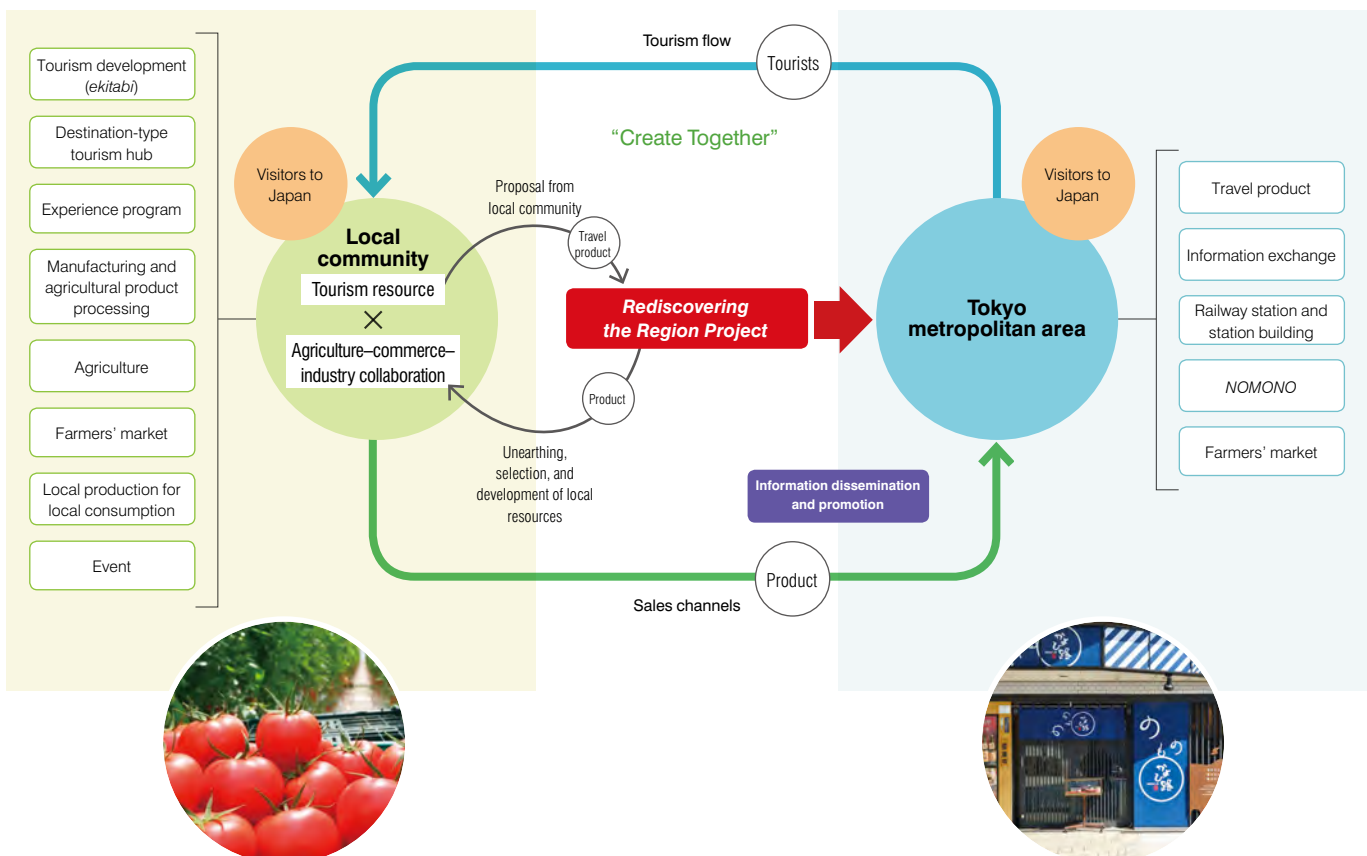 Tourism flow
Tourists
Tourism development
(ekitabi)
Destination-type
tourism hub
Experience program
Manufacturing and
agricultural product
processing
Agriculture
Farmers' market
Local production for
local consumption
Event
Visitors to
Japan
Local
community
Tourism resource
×
Agriculture–commerce–
industry collaboration
“Create Together”
Proposal from
local community
Travel
product
Rediscovering
the Region Project
Product
Unearthing,
selection, and
development of local
resources
Information dissemination
and promotion
Visitors to
Japan
Tokyo
metropolitan area
Travel product
Information exchange
Railway station and
station building
NOMONO
Farmers’ market
Sales channels
Product
のもの